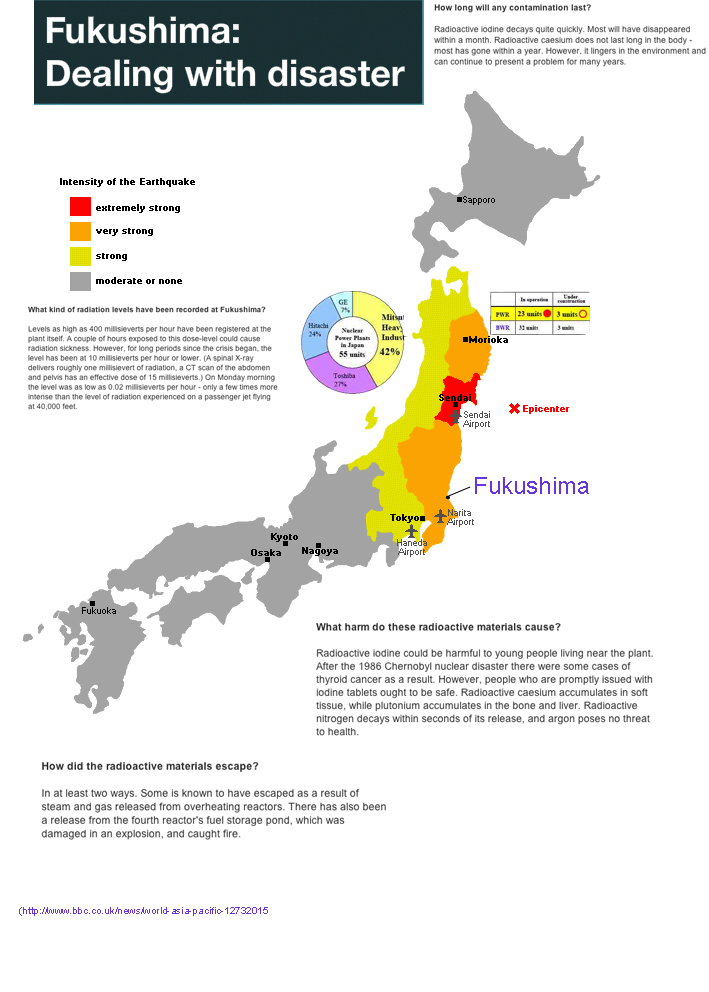 Fukushima:
Dealing with disaster
How long will any contamination last?
Radioactive iodine decays quite quickly. Most will have disappeared
within a month. Radioactive caesium does not last long in the body -
most has gone within a year. However, it lingers in the environment and
can continue to present a problem for many years.
Intensity of the Earthquake
extremely strong
very strong
strong
moderate or none
Sapporo
What kind of radiation levels have been recorded at Fukushima?
Levels as high as 400 millisieverts per hour have been registered at the
plant itself. A couple of hours exposed to this dose-level could cause
radiation sickness. However, for long periods since the crisis began, the
level has been at 10 millisieverts per hour or lower. (A spinal X-ray
delivers roughly one millisievert of radiation, a CT scan of the abdomen
and pelvis has an effective dose of 15 millisieverts.) On Monday morning
the level was as low as 0.02 millisieverts per hour - only a few times more
intense than the level of radiation experienced on a passenger jet flying
at 40,000 feet.
GE
7%
Hitachi
24%
Toshiba
27%
Mitsu
Heavy
Indust
42%
Nuclear
Power Plants
in Japan
55 units
In operation
Under
construction
PWR 23 units 3 units
BWR 32 units 3 units
Morioka
Sendai
Sendai
Airport
Epicenter
Fukushima
Tokyo
Narita
Airport
Haneda
Airport
Kyoto
Osaka
Nagoya
Fukuoka
What harm do these radioactive materials cause?
Radioactive iodine could be harmful to young people living near the plant.
After the 1986 Chernobyl nuclear disaster there were some cases of
thyroid cancer as a result. However, people who are promptly issued with
iodine tablets ought to be safe. Radioactive caesium accumulates in soft
tissue, while plutonium accumulates in the bone and liver. Radioactive
nitrogen decays within seconds of its release, and argon poses no threat
to health.
How did the radioactive materials escape?
In at least two ways. Some is known to have escaped as a result of
steam and gas released from overheating reactors. There has also been
a release from the fourth reactor's fuel storage pond, which was
damaged in an explosion, and caught fire.
(http://www.bbc.co.uk/news/world-asia-pacific-12732015